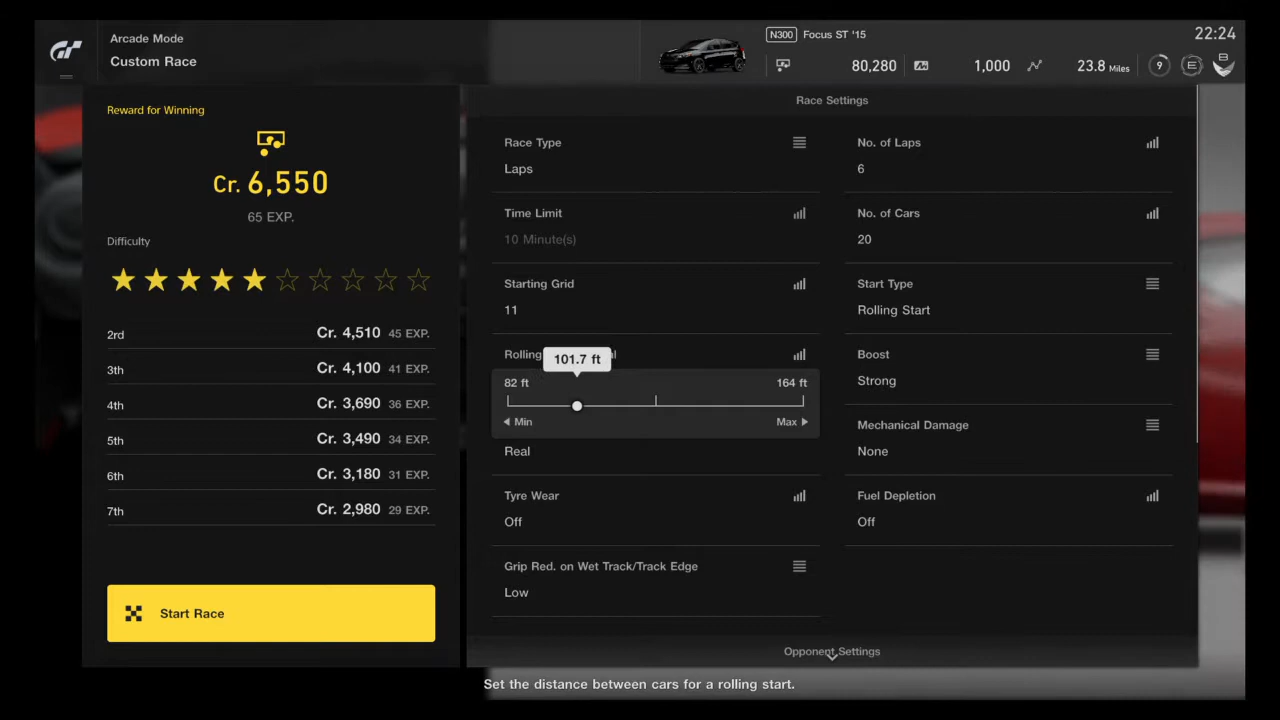 Arcade Mode
Custom Race
N300 Focus ST '15
80,280
1,000
23.8 Miles
22:24
9
E
B
Reward for Winning
Cr. 6,550
65 EXP.
Difficulty
2rd Cr. 4,510 45 EXP.
3th Cr. 4,100 41 EXP.
4th Cr. 3,690 36 EXP.
5th Cr. 3,490 34 EXP.
6th Cr. 3,180 31 EXP.
7th Cr. 2,980 29 EXP.
Start Race
Race Settings
Race Type
Laps
No. of Laps
6
Time Limit
10 Minute(s)
No. of Cars
20
Starting Grid
11
Start Type
Rolling Start
Rolling
101.7 ft
82 ft 164 ft
Min Max
Boost
Strong
Real
Mechanical Damage
None
Tyre Wear
Off
Fuel Depletion
Off
Grip Red. on Wet Track/Track Edge
Low
Opponent Settings
Set the distance between cars for a rolling start.